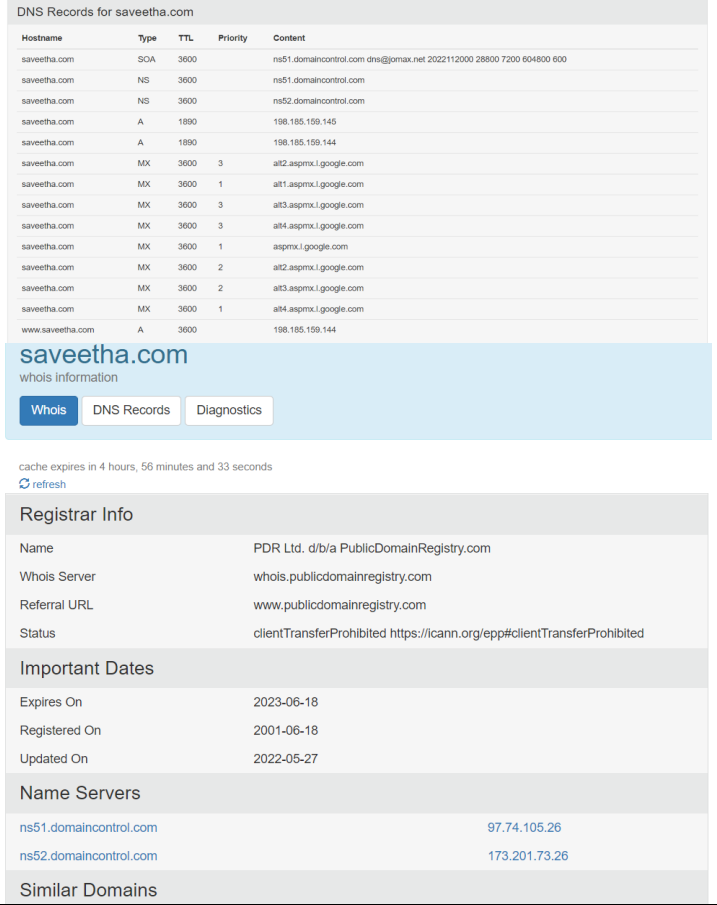 DNS Records for saveetha.com
Hostname Type TTL Priority Content
saveetha.com SOA 3600 ns51.domaincontrol.com dns@jomax.net 2022112000 28800 7200 604800 600
saveetha.com NS 3600 ns51.domaincontrol.com
saveetha.com NS 3600 ns52.domaincontrol.com
saveetha.com A 1890 198.185.159.145
saveetha.com A 1890 198.185.159.144
saveetha.com MX 3600 3 alt2.aspmx.l.google.com
saveetha.com MX 3600 1 alt1.aspmx.l.google.com
saveetha.com MX 3600 3 alt3.aspmx.l.google.com
saveetha.com MX 3600 3 alt4.aspmx.l.google.com
saveetha.com MX 3600 1 aspmx.l.google.com
saveetha.com MX 3600 2 alt2.aspmx.l.google.com
saveetha.com MX 3600 2 alt3.aspmx.l.google.com
saveetha.com MX 3600 1 alt4.aspmx.l.google.com
www.saveetha.com A 3600 198.185.159.144
saveetha.com
whois information
Whois DNS Records Diagnostics
cache expires in 4 hours, 56 minutes and 33 seconds
refresh
Registrar Info
Name PDR Ltd. d/b/a PublicDomainRegistry.com
Whois Server whois.publicdomainregistry.com
Referral URL www.publicdomainregistry.com
Status clientTransferProhibited https://icann.org/epp#clientTransferProhibited
Important Dates
Expires On 2023-06-18
Registered On 2001-06-18
Updated On 2022-05-27
Name Servers
ns51.domaincontrol.com 97.74.105.26
ns52.domaincontrol.com 173.201.73.26
Similar Domains